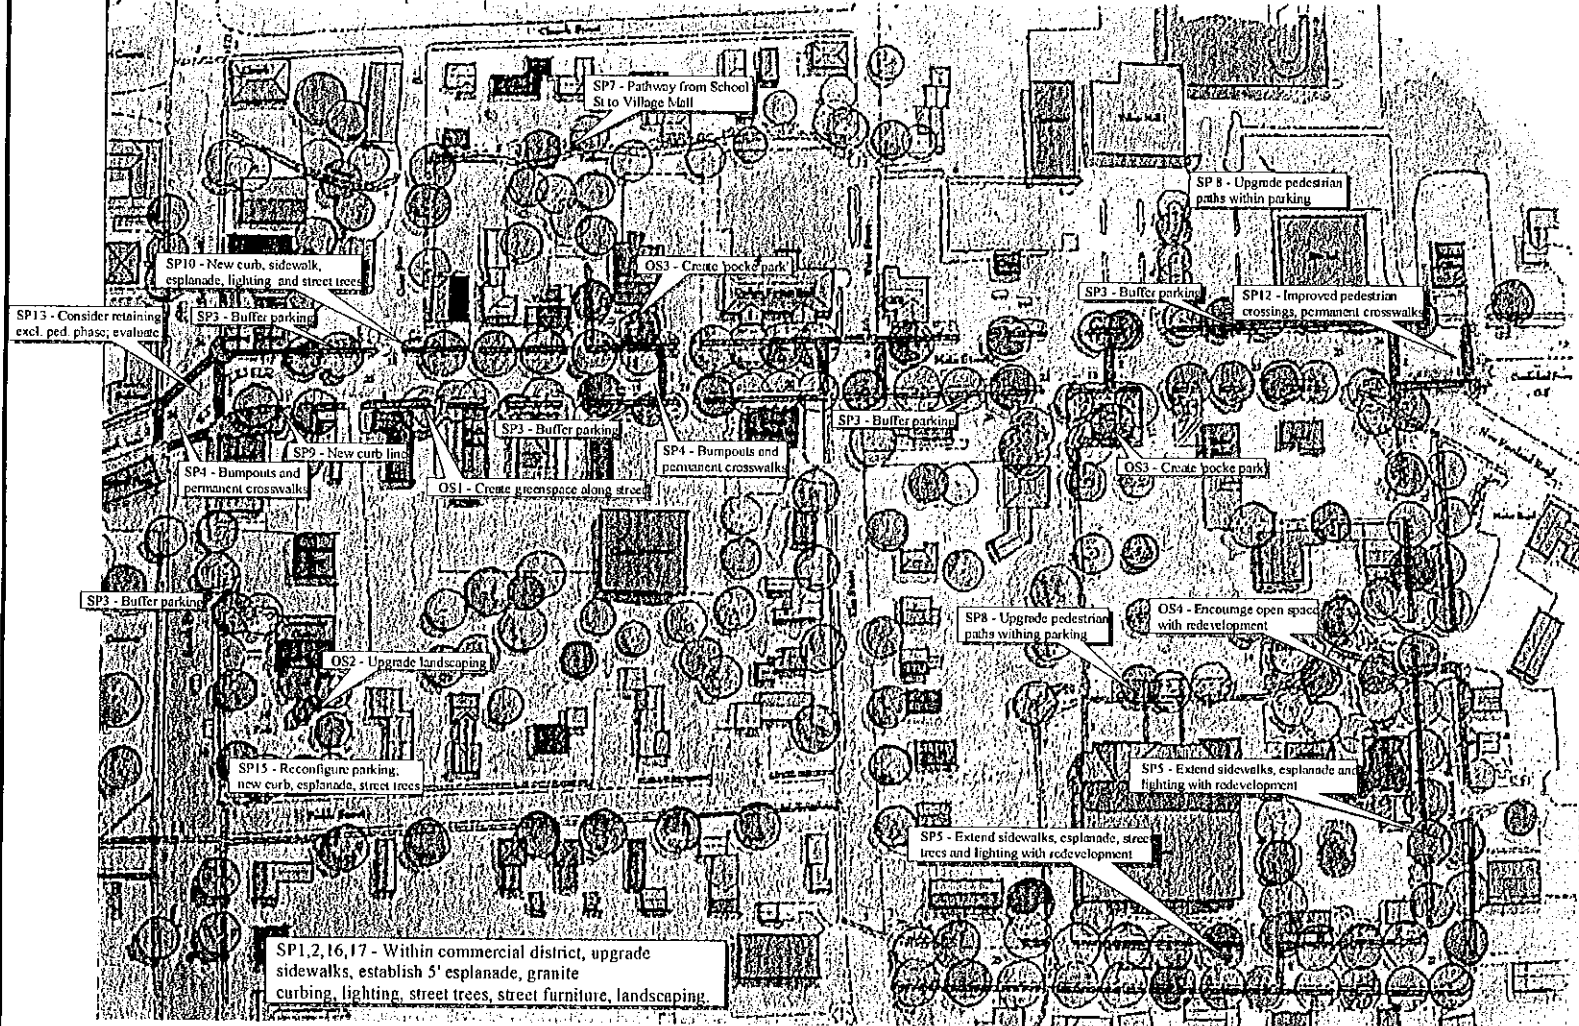 Church Road
SP7 - Pathway from School
St to Village Mall
SP 8 - Upgrade pedestrian
paths within parking
SP10 - New curb, sidewalk,
esplanade, lighting and street trees
OS3 - Create 'pocke park'
SP3 - Buffer parking
SP12 - Improved pedestrian
crossings, permanent crosswalks
SP13 - Consider retaining
excl. ped. phase; evaluate
SP3 - Buffer parking
SP3 - Buffer parking
SP3 - Buffer parking
SP9 - New curb line
SP4 - Bumpouts and
permanent crosswalks
SP4 - Bumpouts and
permanent crosswalks
OS3 - Create 'pocke park'
OS1 - Create greenspace along street
SP3 - Buffer parking
OS4 - Encourage open space
with redevelopment
SP8 - Upgrade pedestrian
paths withing parking
OS2 - Upgrade landscaping
SP15 - Reconfigure parking;
new curb, esplanade, street trees
SP5 - Extend sidewalks, esplanade and
lighting with redevelopment
SP5 - Extend sidewalks, esplanade, street
trees and lighting with redevelopment
SP1,2,16,17 - Within commercial district, upgrade
sidewalks, establish 5' esplanade, granite
curbing, lighting, street trees, street furniture, landscaping.